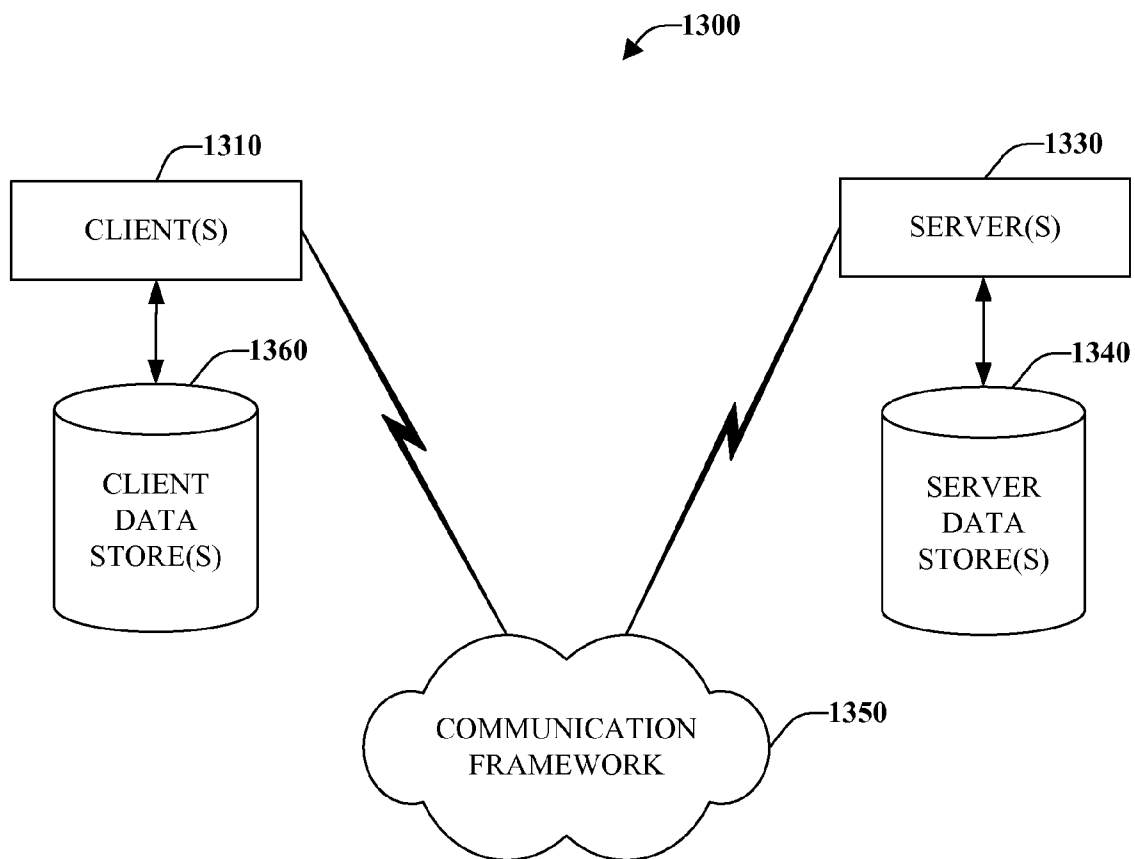 1300
1310
1330
CLIENT(S)
SERVER(S)
1360
1340
CLIENT
DATA
STORE(S)
SERVER
DATA
STORE(S)
1350
COMMUNICATION
FRAMEWORK